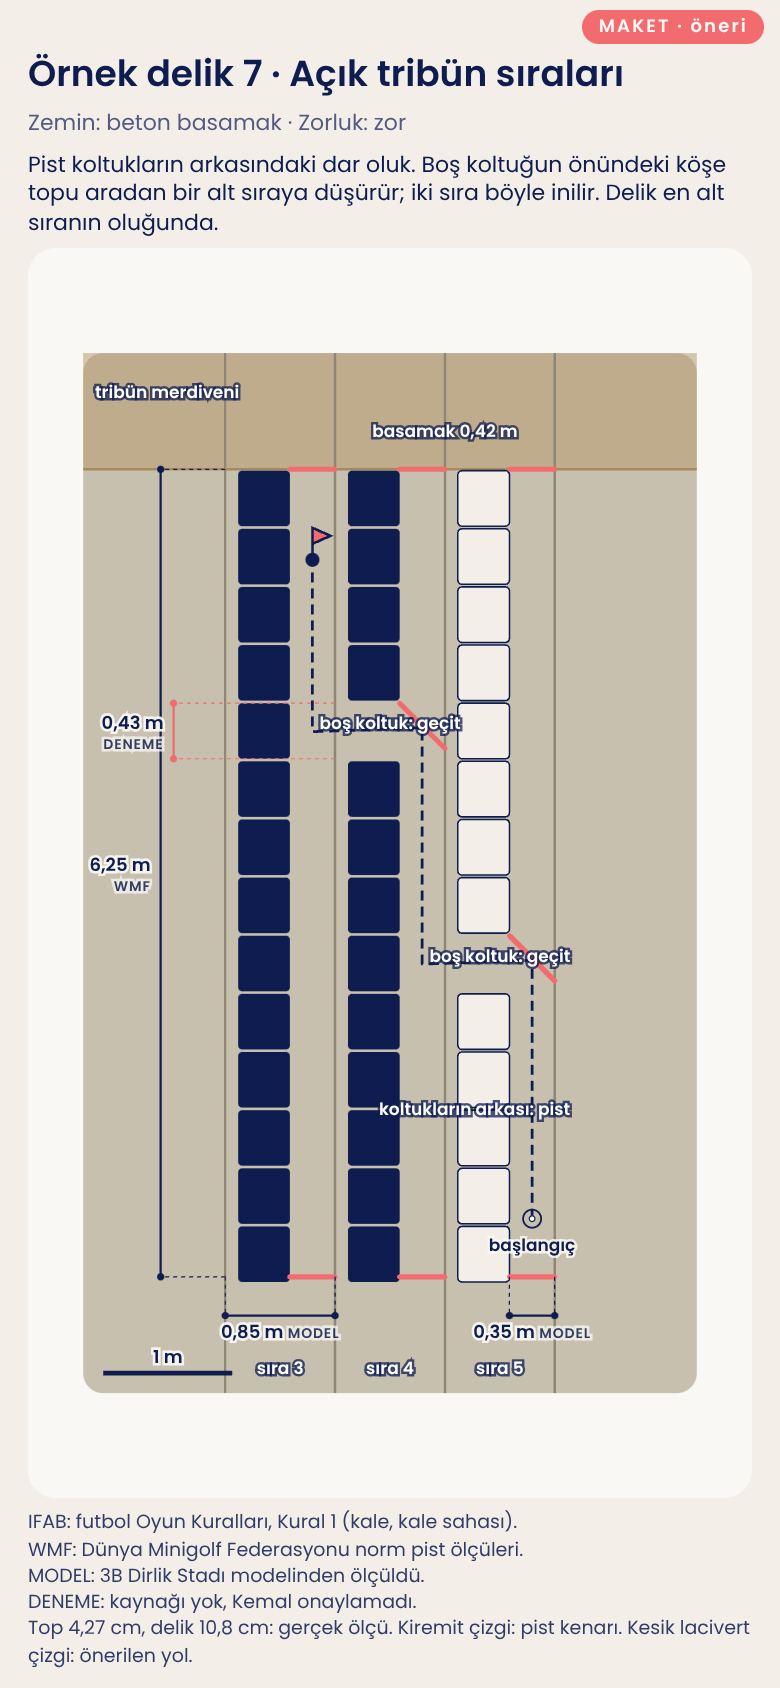 MAKET · öneri
Örnek delik 7 · Açık tribün sıraları
Zemin: beton basamak · Zorluk: zor
Pist koltukların arkasındaki dar oluk. Boş koltuğun önündeki köşe
topu aradan bir alt sıraya düşürür; iki sıra böyle inilir. Delik en alt
sıranın oluğunda.
tribün merdiveni
basamak 0,42 m
0,43 m
DENEME
boş koltuk: geçit
6,25 m
WMF
boş koltuk: geçit
koltukların arkası: pist
başlangıç
0,85 m MODEL
0,35 m MODEL
1 m
sıra 3
sıra 4
sıra 5
IFAB: futbol Oyun Kuralları, Kural 1 (kale, kale sahası).
WMF: Dünya Minigolf Federasyonu norm pist ölçüleri.
MODEL: 3B Dirlik Stadı modelinden ölçüldü.
DENEME: kaynağı yok, Kemal onaylamadı.
Top 4,27 cm, delik 10,8 cm: gerçek ölçü. Kiremit çizgi: pist kenarı. Kesik lacivert
çizgi: önerilen yol.